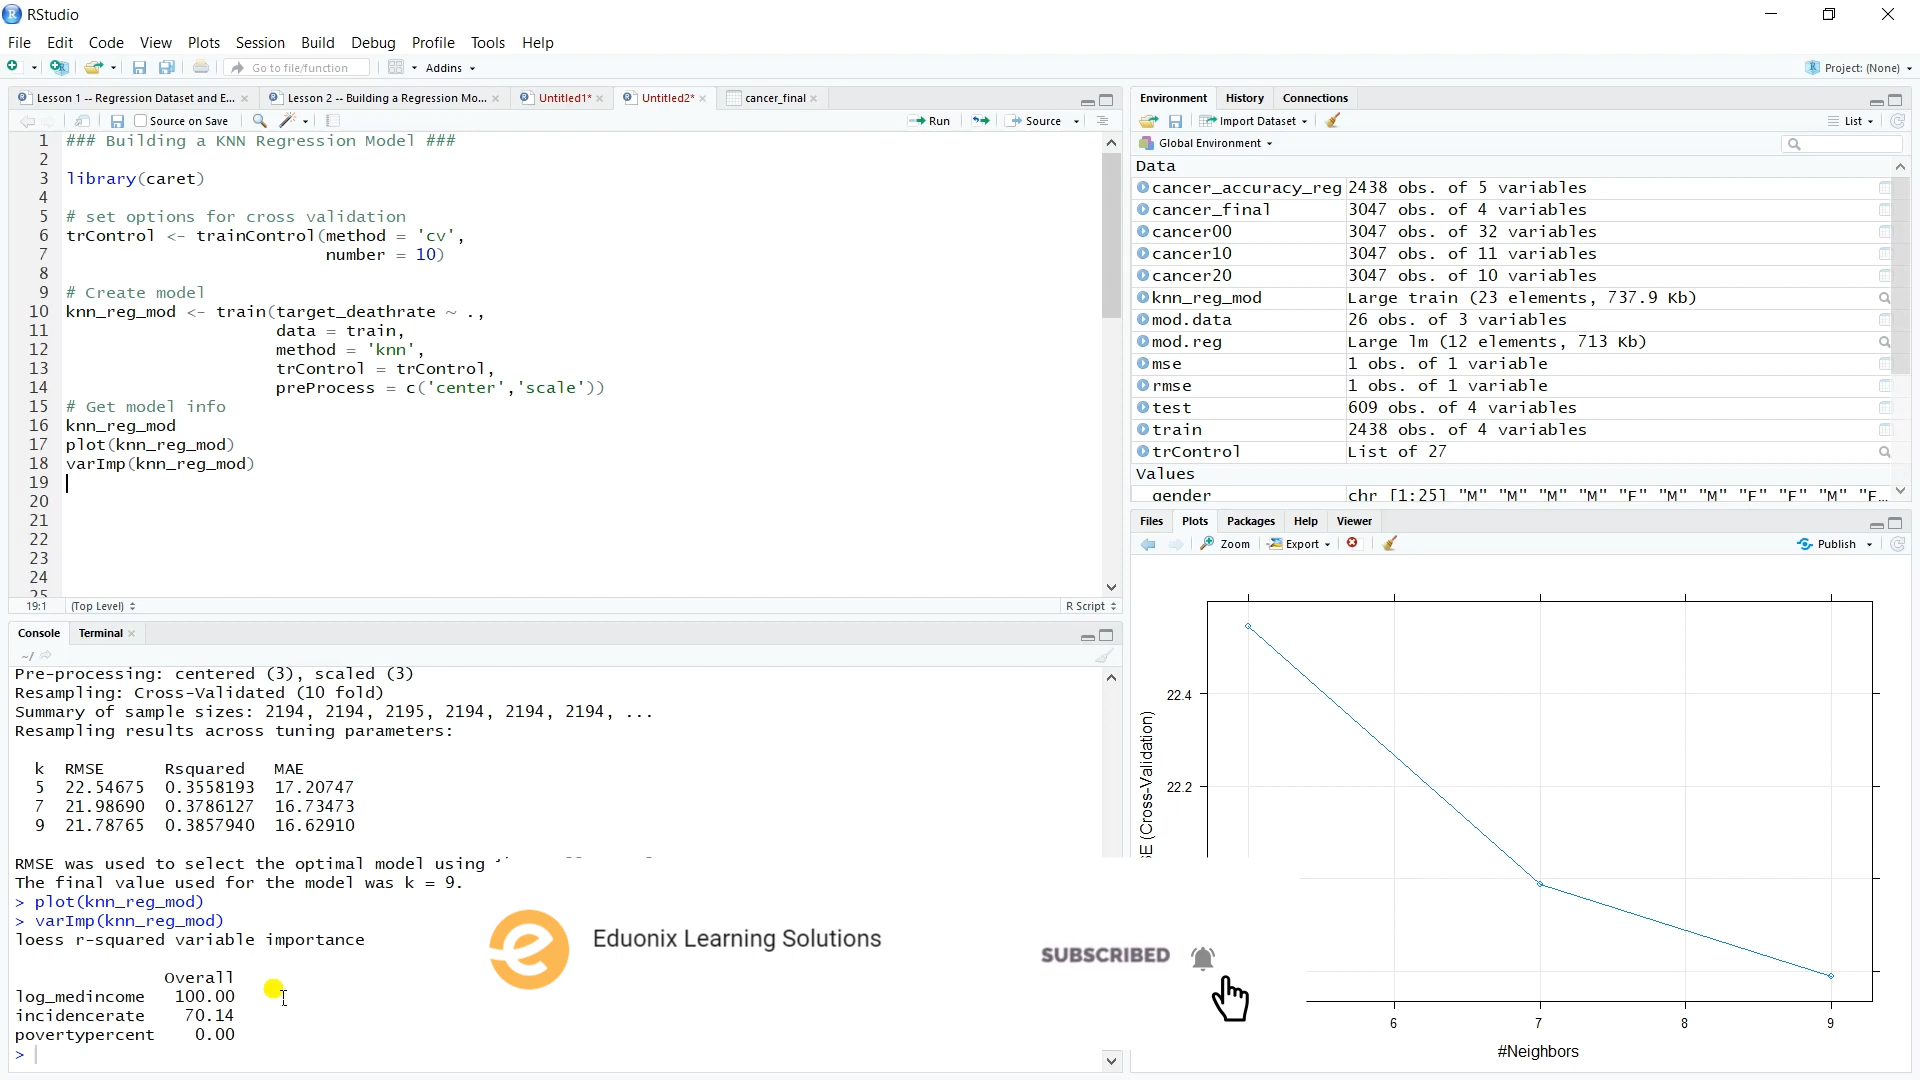 RStudio
File Edit Code View Plots Session Build Debug Profile Tools Help
Go to file/function Addins Project: (None)
Lesson 1 -- Regression Dataset and E... Lesson 2 -- Building a Regression Mo... Untitled1* Untitled2* cancer_final
Source on Save Run Source
1 ### Building a KNN Regression Model ###
2
3 library(caret)
4
5 # set options for cross validation
6 trControl <- trainControl(method = 'cv',
7 number = 10)
8
9 # Create model
10 knn_reg_mod <- train(target_deathrate ~ .,
11 data = train,
12 method = 'knn',
13 trControl = trControl,
14 preProcess = c('center','scale'))
15 # Get model info
16 knn_reg_mod
17 plot(knn_reg_mod)
18 varImp(knn_reg_mod)
19
20
21
22
23
24
25
19:1 (Top Level) R Script
Console Terminal
~/
Pre-processing: centered (3), scaled (3)
Resampling: Cross-Validated (10 fold)
Summary of sample sizes: 2194, 2194, 2195, 2194, 2194, 2194, ...
Resampling results across tuning parameters:
k RMSE Rsquared MAE
5 22.54675 0.3558193 17.20747
7 21.98690 0.3786127 16.73473
9 21.78765 0.3857940 16.62910
RMSE was used to select the optimal model using
The final value used for the model was k = 9.
> plot(knn_reg_mod)
> varImp(knn_reg_mod)
loess r-squared variable importance
Overall
log_medincome 100.00
incidencerate 70.14
povertypercent 0.00
>
Eduonix Learning Solutions
SUBSCRIBED
Environment History Connections
Import Dataset List
Global Environment
Data
cancer_accuracy_reg 2438 obs. of 5 variables
cancer_final 3047 obs. of 4 variables
cancer00 3047 obs. of 32 variables
cancer10 3047 obs. of 11 variables
cancer20 3047 obs. of 10 variables
knn_reg_mod Large train (23 elements, 737.9 Kb)
mod.data 26 obs. of 3 variables
mod.reg Large lm (12 elements, 713 Kb)
mse 1 obs. of 1 variable
rmse 1 obs. of 1 variable
test 609 obs. of 4 variables
train 2438 obs. of 4 variables
trControl List of 27
Values
gender chr [1:25] "M" "M" "M" "M" "F" "M" "M" "F" "F" "M" "F…
Files Plots Packages Help Viewer
Zoom Export Publish
22.4
22.2
SE (Cross-Validation)
6 7 8 9
#Neighbors